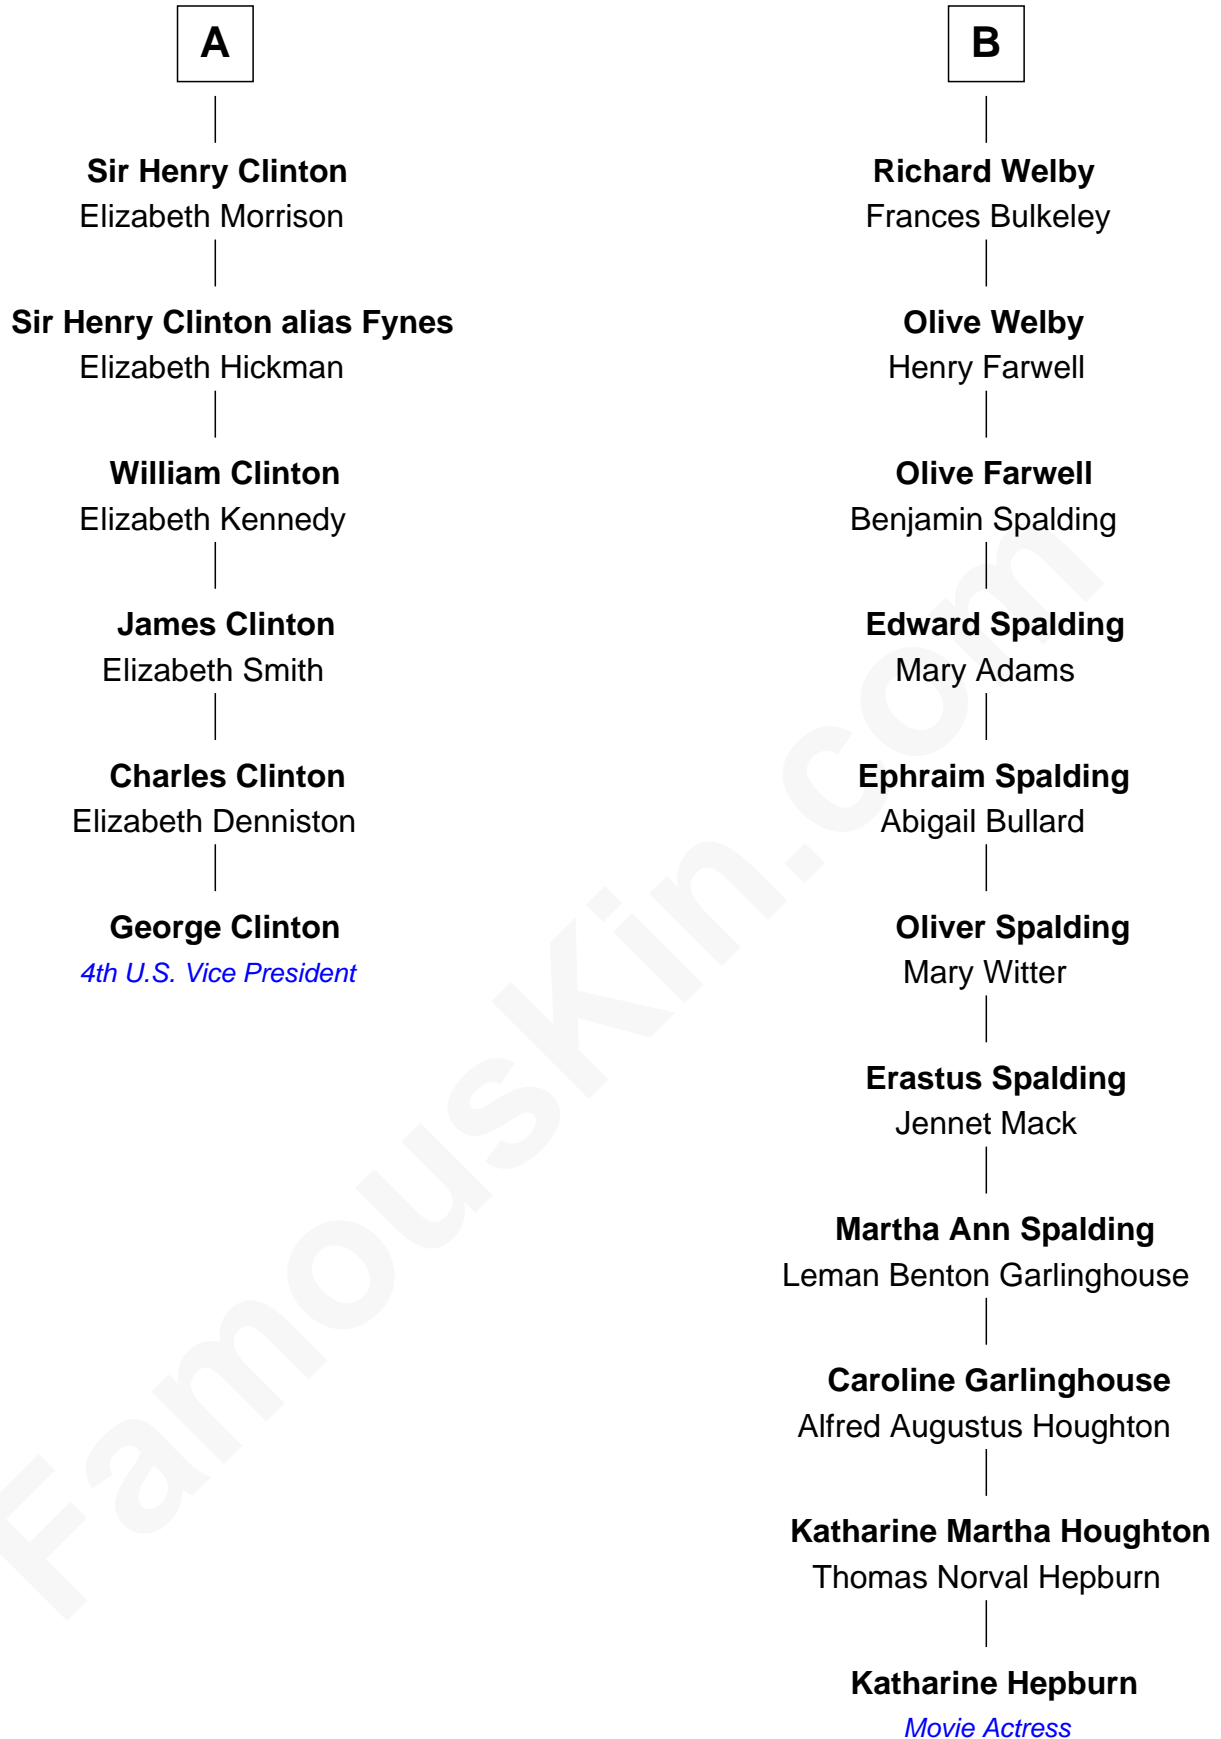 A
Sir Henry Clinton
Elizabeth Morrison
Sir Henry Clinton alias Fynes
Elizabeth Hickman
William Clinton
Elizabeth Kennedy
James Clinton
Elizabeth Smith
Charles Clinton
Elizabeth Denniston
George Clinton
4th U.S. Vice President
B
Richard Welby
Frances Bulkeley
Olive Welby
Henry Farwell
Olive Farwell
Benjamin Spalding
Edward Spalding
Mary Adams
Ephraim Spalding
Abigail Bullard
Oliver Spalding
Mary Witter
Erastus Spalding
Jennet Mack
Martha Ann Spalding
Leman Benton Garlinghouse
Caroline Garlinghouse
Alfred Augustus Houghton
Katharine Martha Houghton
Thomas Norval Hepburn
Katharine Hepburn
Movie Actress
FamousKin.com